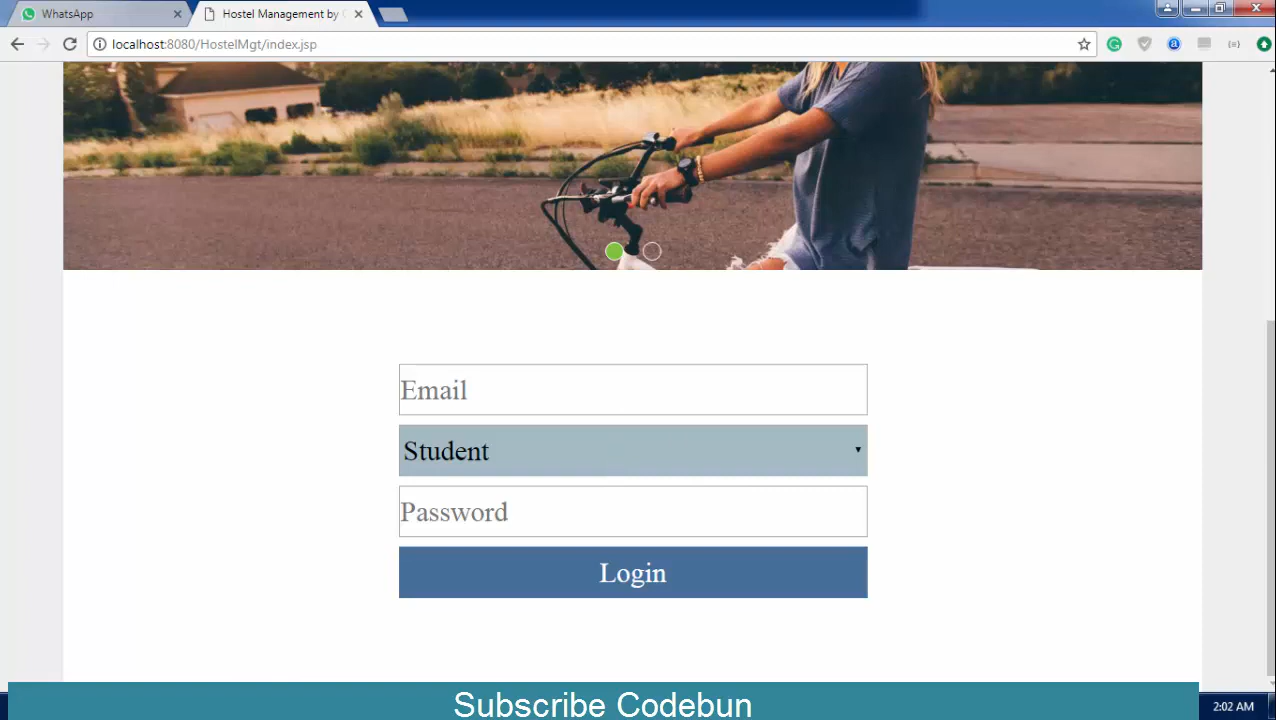 WhatsApp
Hostel Management by
localhost:8080/HostelMgt/index.jsp
Email
Student
Password
Login
Subscribe Codebun
2:02 AM